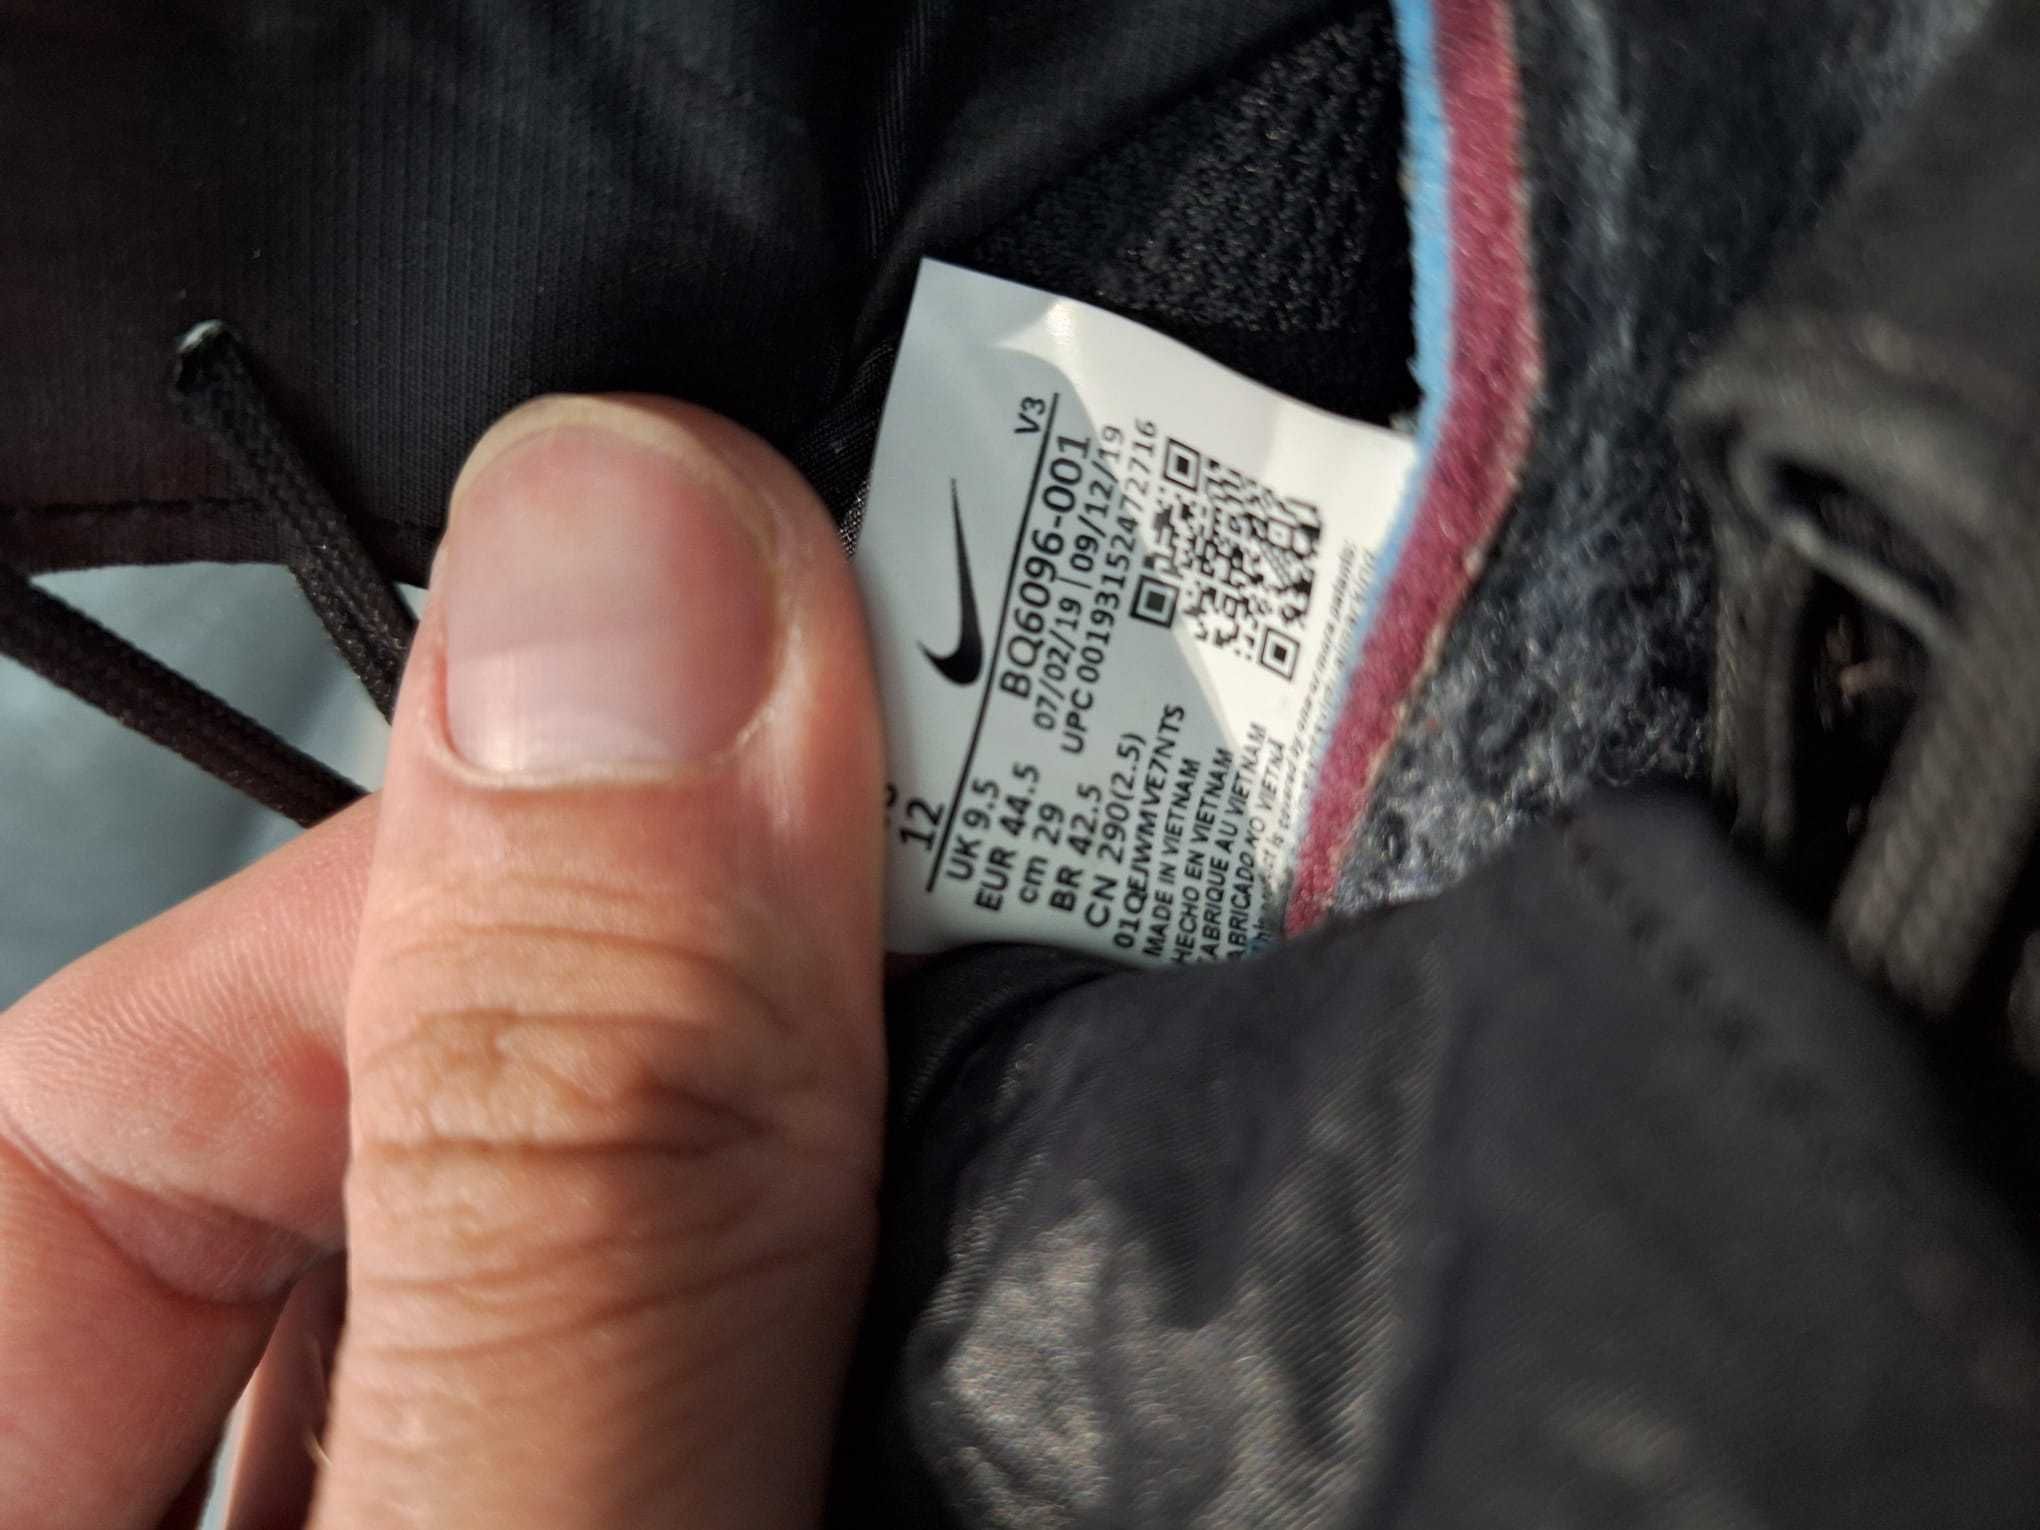 V3
BQ6096-001
07/02/19 | 09/12/19
UPC 00193152472716
12
UK 9.5
EUR 44.5
cm 29
BR 42.5
CN 290(2.5)
01QEJWMVE7NTS
MADE IN VIETNAM
HECHO EN VIETNAM
FABRIQUE AU VIETNAM
FABRICADO NO VIETNÃ